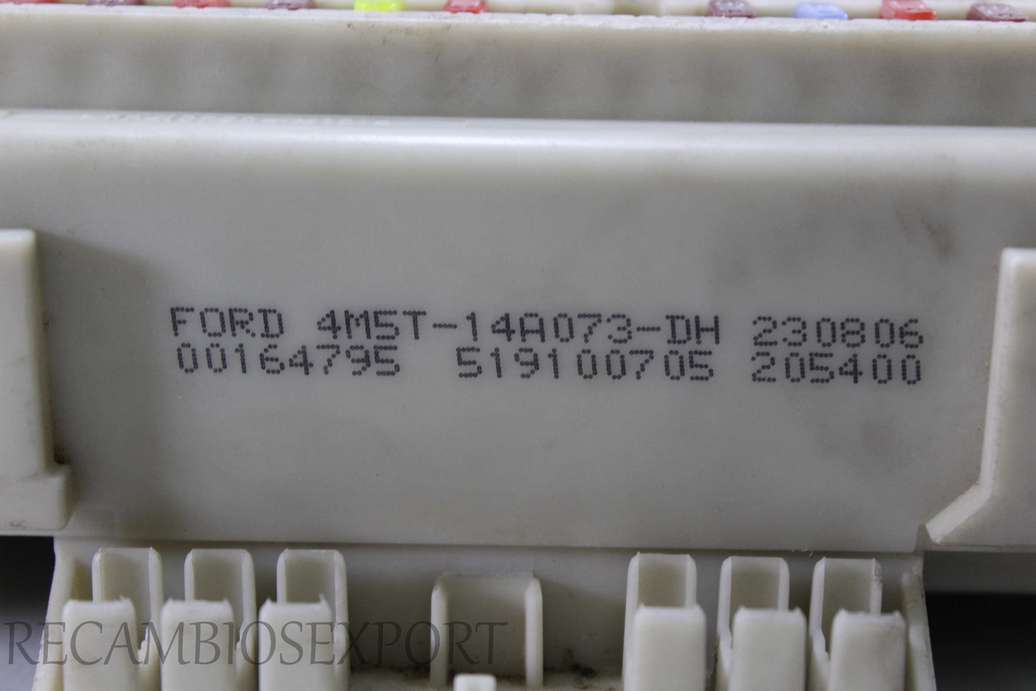 FORD 4M5T-14A073-DH 230806
00164795 519100705 205400
RECAMBIOSEXPORT